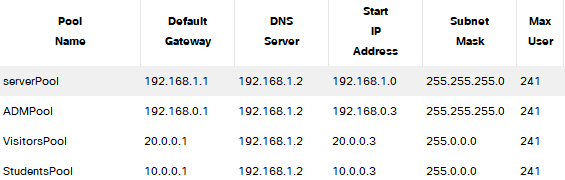 Pool Name Default Gateway DNS Server Start IP Address Subnet Mask Max User
serverPool 192.168.1.1 192.168.1.2 192.168.1.0 255.255.255.0 241
ADMPool 192.168.0.1 192.168.1.2 192.168.0.3 255.255.255.0 241
VisitorsPool 20.0.0.1 192.168.1.2 20.0.0.3 255.0.0.0 241
StudentsPool 10.0.0.1 192.168.1.2 10.0.0.3 255.0.0.0 241